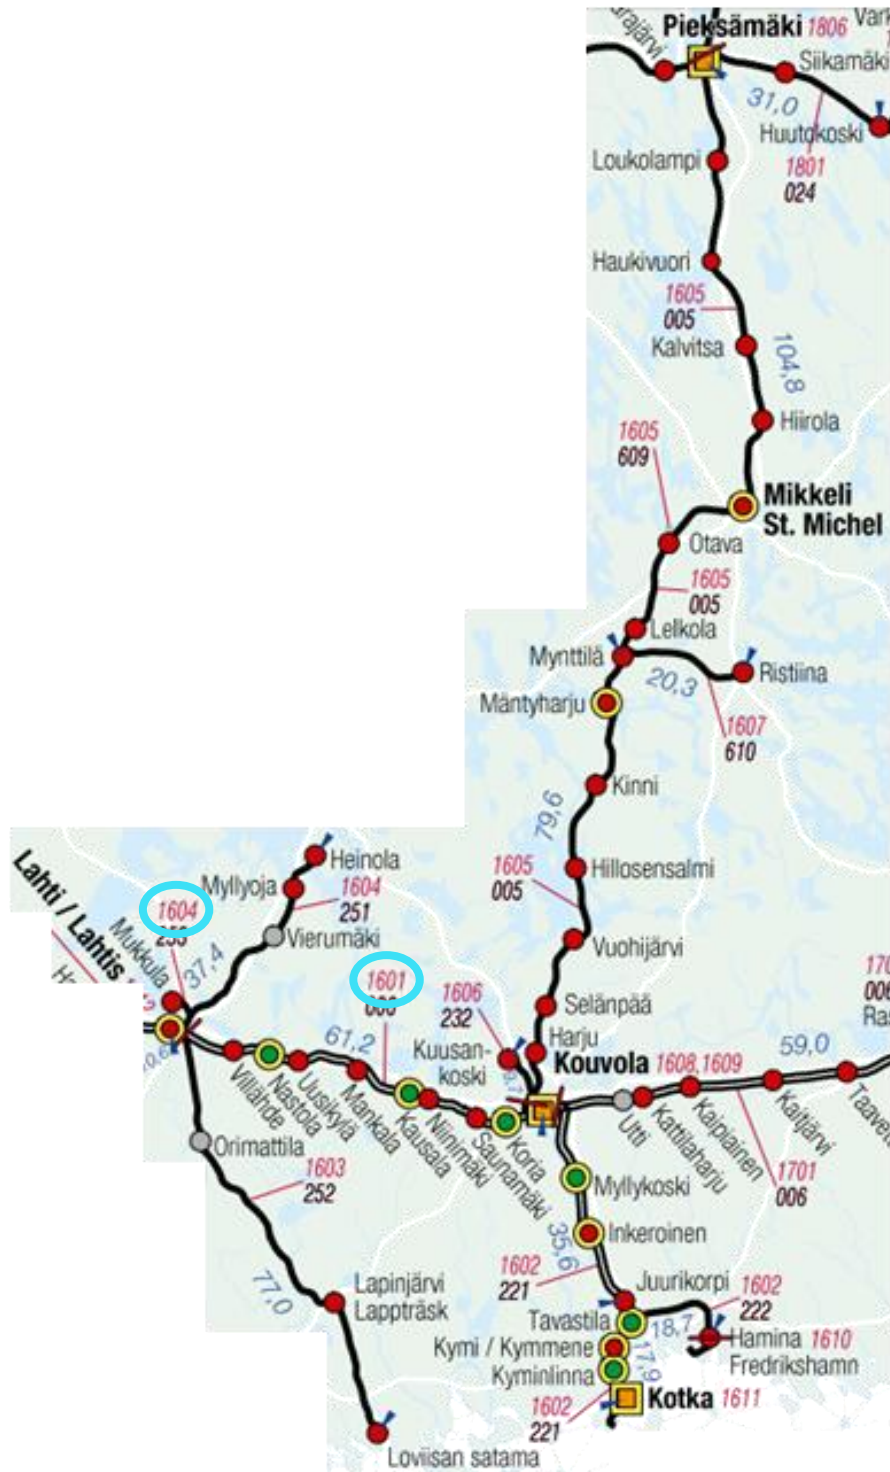 Pieksämäki 1806
Siikamäki
31,0
Huutokoski
Loukolampi
1801
024
Haukivuori
1605
005
Kalvitsa
104,8
Hiirola
1605
609
Mikkeli
St. Michel
Otava
1605
005
Lelkola
Mynttilä
20,3
Ristiina
Mäntyharju
1607
610
Kinni
79,6
Hillosensalmi
1605
005
Vuohijärvi
Selänpää
Harju
Heinola
Myllyoja
1604
251
Lahti / Lahtis
1604
Mukkula
37,4
Vierumäki
1601
1606
232
Kuusan-
koski
Kouvola 1608,1609
61,2
59,0
Villähde
Nastola
Uusikylä
Mankala
Kausala
Niinimäki
Saunamäki
Koria
Utti
Kattilaharju
Kaipiainen
Kaitjärvi
1701
006
Orimattila
1603
252
77,0
Myllykoski
Inkeroinen
35,6
1602
221
Juurikorpi
1602
222
Lapinjärvi
Lappträsk
Tavastila
18,7
Kymi / Kymmene
Hamina 1610
Fredrikshamn
17,9
Kyminlinna
1602
221
Kotka 1611
Loviisan satama